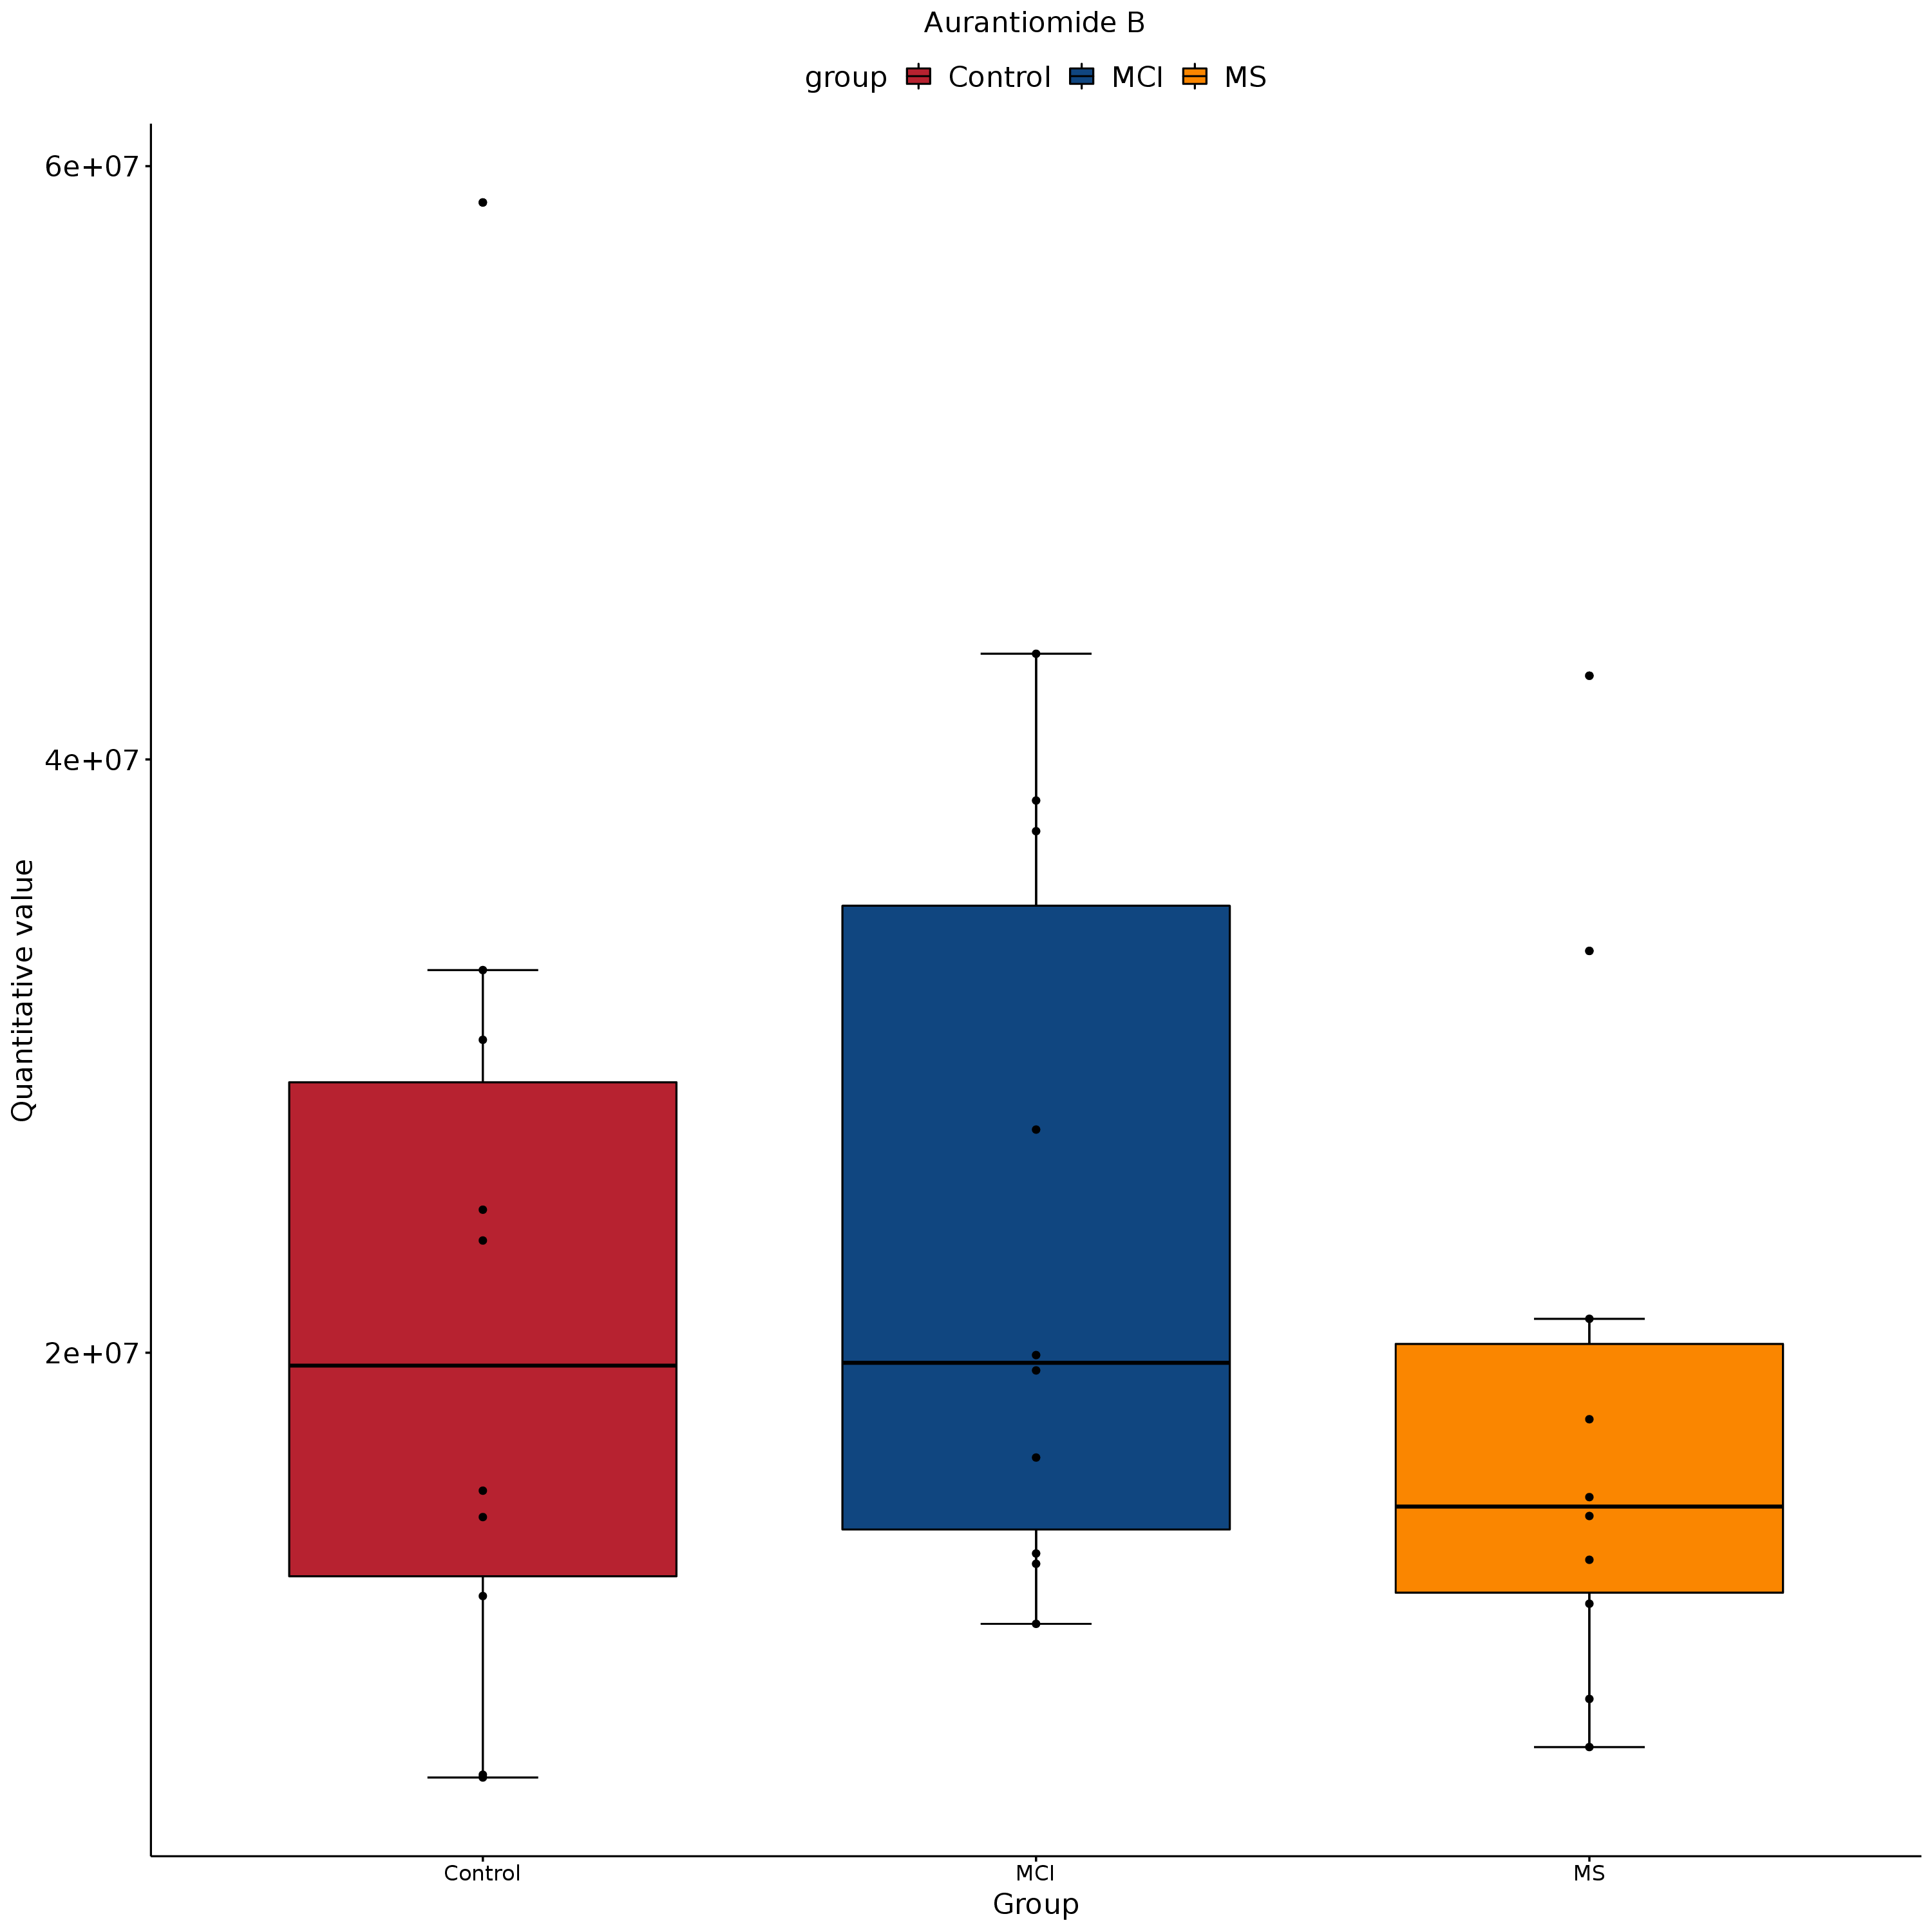 Aurantiomide B
group Control MCI MS
6e+07
4e+07
2e+07
Quantitative value
Control MCI MS
Group